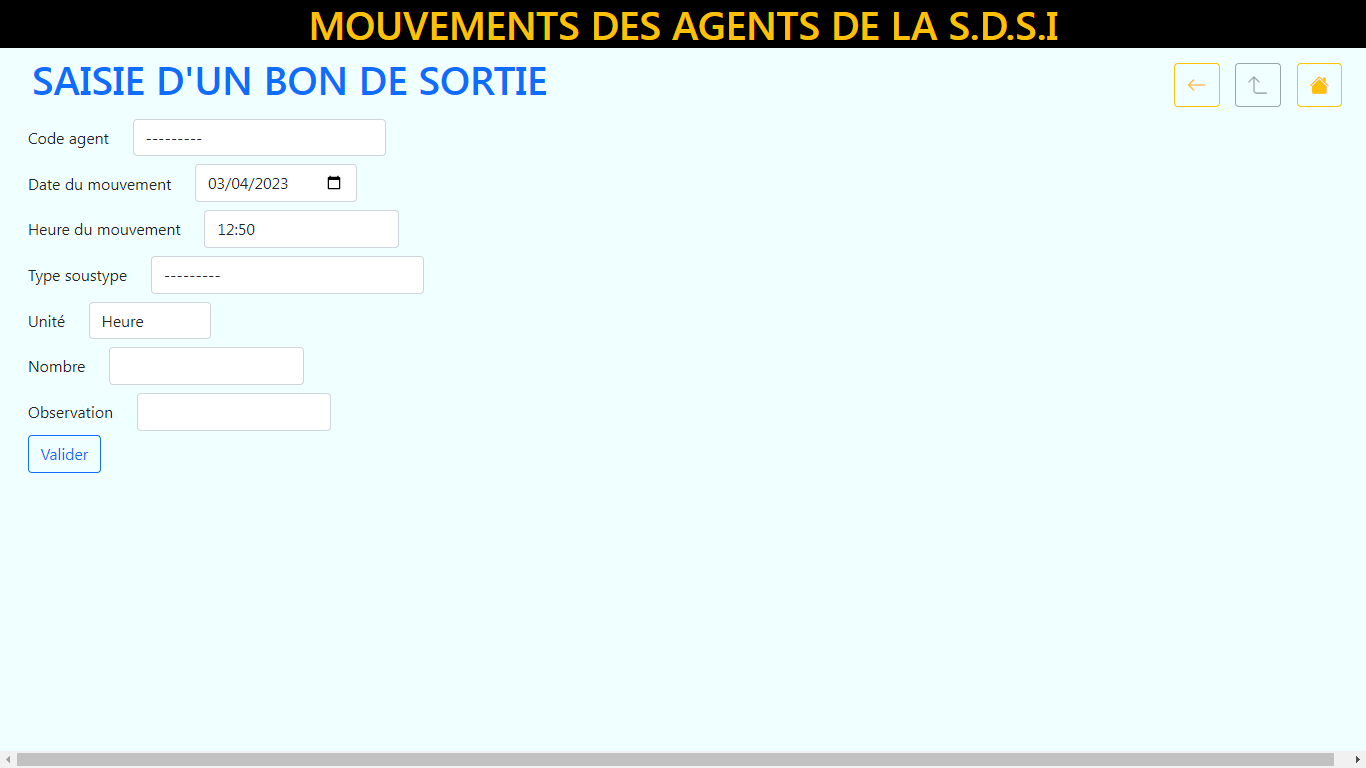 MOUVEMENTS DES AGENTS DE LA S.D.S.I
SAISIE D'UN BON DE SORTIE
Code agent ---------
Date du mouvement 03/04/2023
Heure du mouvement 12:50
Type soustype ---------
Unité Heure
Nombre
Observation
Valider